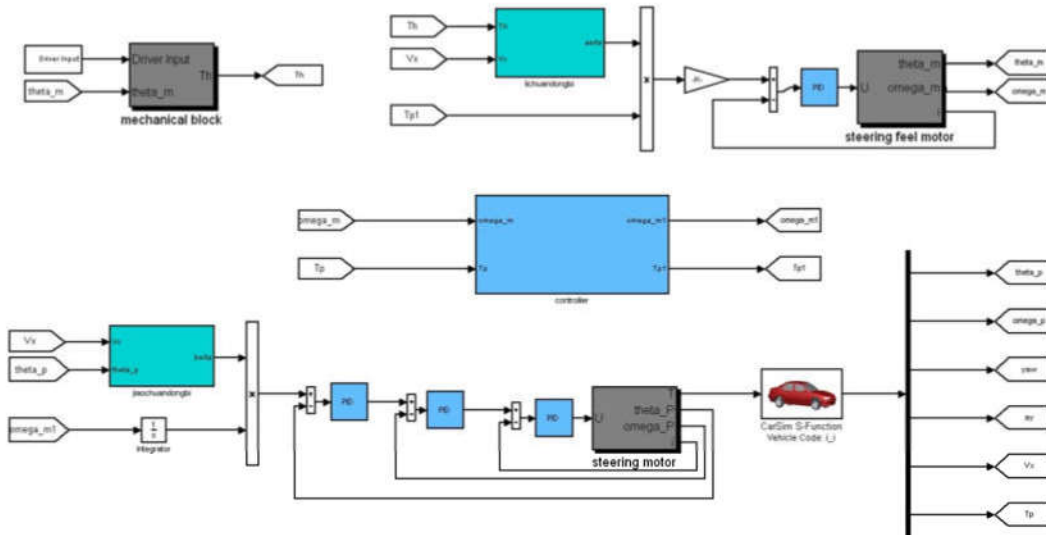 Driver Input
theta_m
Driver Input
theta_m
Th
mechanical block
Th
Th
Vx
Tp1
Th
Vx
lichuandongbi
x
PID
U
theta_m
omega_m
i
steering feel motor
theta_m
omega_m
omega_m
Tp
omega_m
Tp
omega_m1
Tp1
controller
omega_m1
Tp1
Vx
theta_p
omega_m1
theta_p
jiaochuandongbi
1
s
Integrator
x
PID
PID
PID
U
T
theta_P
omega_P
i
steering motor
CarSim S-Function
Vehicle Code: i_i
theta_p
omega_p
yaw
Vx
Tp